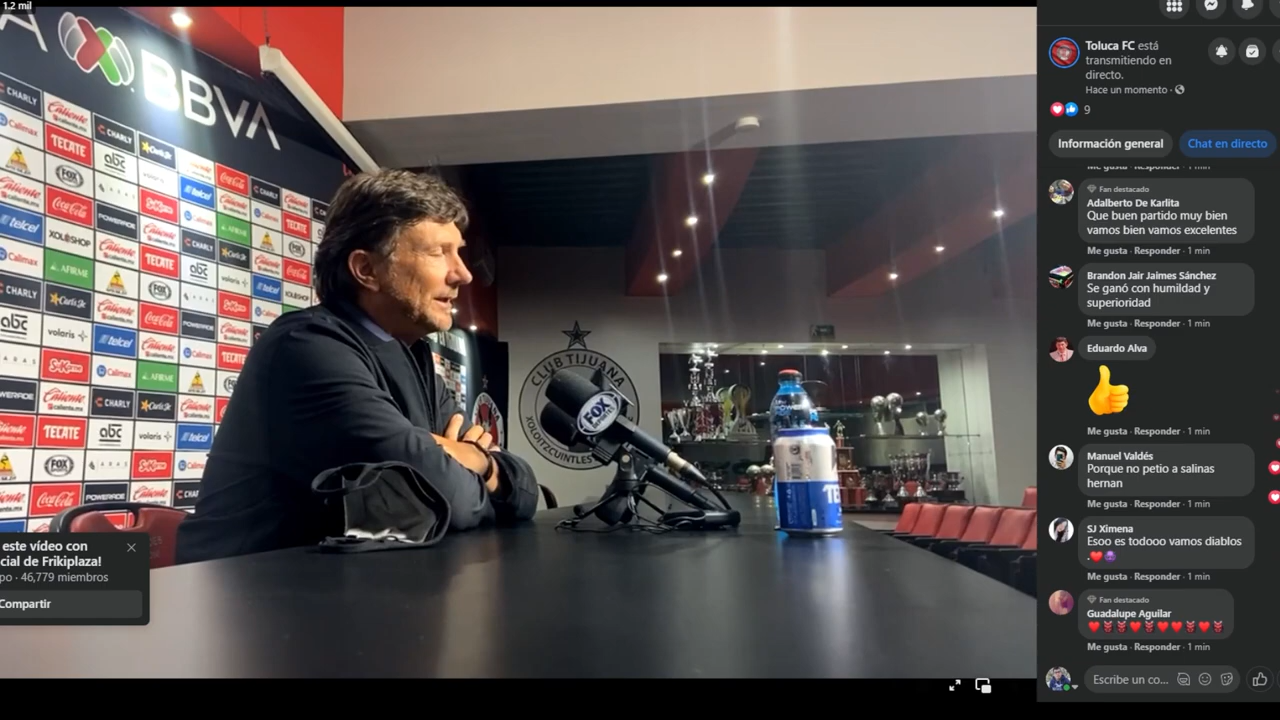 1.2 mil
BBVA
CHARLY
Caliente
TECATE
Calimax
abc
FOX
Coca-Cola
telcel
volaris
POWERADE
XOLOSHOP
AFIRME
Carl's Jr
SuKarne
CLUB TIJUANA
XOLOITZCUINTLES
FOX
TE
este vídeo con
cial de Frikiplaza!
po · 46,779 miembros
Compartir
Toluca FC está
transmitiendo en
directo.
Hace un momento ·
9
Información general
Chat en directo
Me gusta · Responder · 1 min
Fan destacado
Adalberto De Karlita
Que buen partido muy bien
vamos bien vamos excelentes
Me gusta · Responder · 1 min
Brandon Jair Jaimes Sánchez
Se ganó con humildad y
superioridad
Me gusta · Responder · 1 min
Eduardo Alva
👍
Me gusta · Responder · 1 min
Manuel Valdés
Porque no petio a salinas
hernan
Me gusta · Responder · 1 min
SJ Ximena
Esoo es todooo vamos diablos
.❤️😈
Me gusta · Responder · 1 min
Fan destacado
Guadalupe Aguilar
Me gusta · Responder · 1 min
Escribe un co...